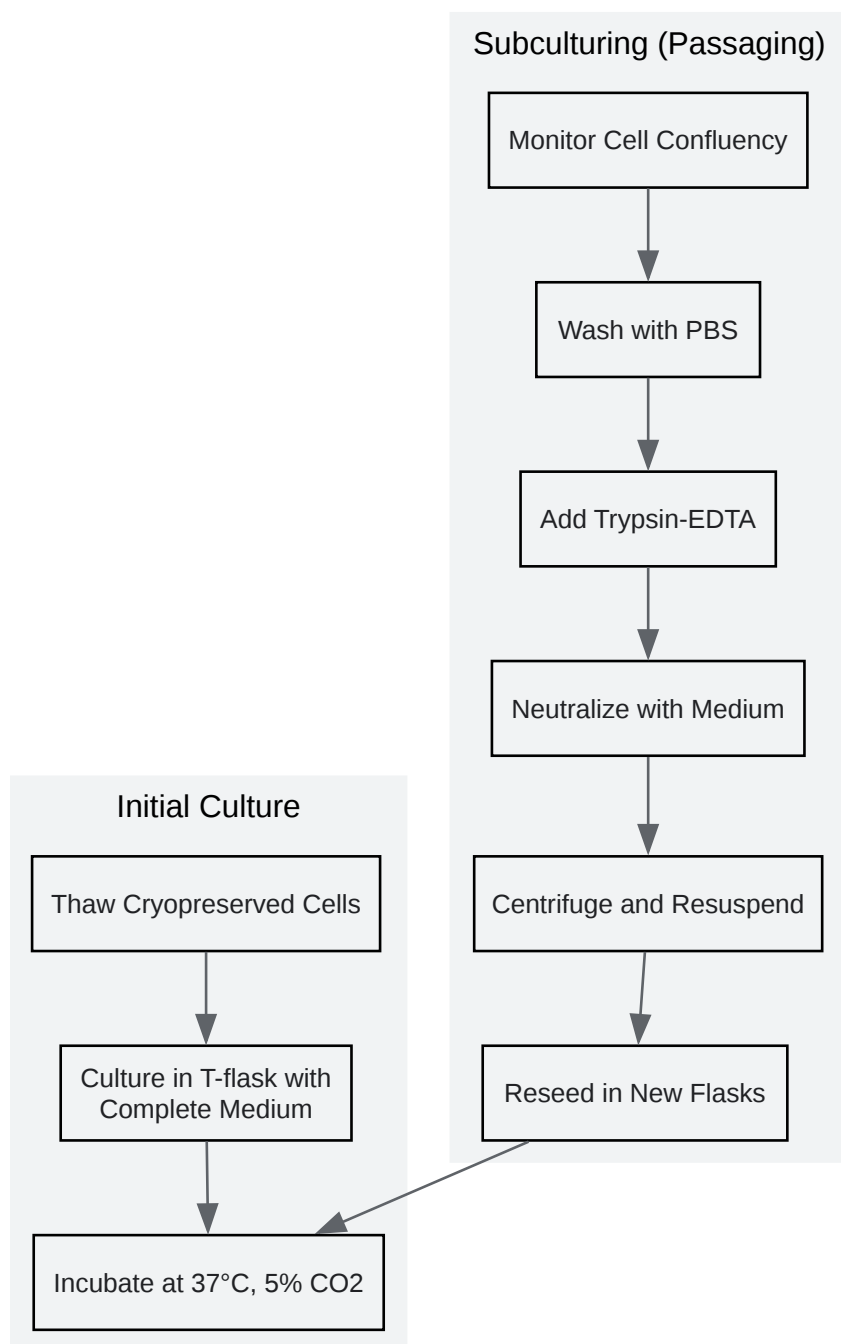 Subculturing (Passaging)
Monitor Cell Confluency
Wash with PBS
Add Trypsin-EDTA
Neutralize with Medium
Centrifuge and Resuspend
Reseed in New Flasks
Initial Culture
Thaw Cryopreserved Cells
Culture in T-flask with
Complete Medium
Incubate at 37°C, 5% CO2